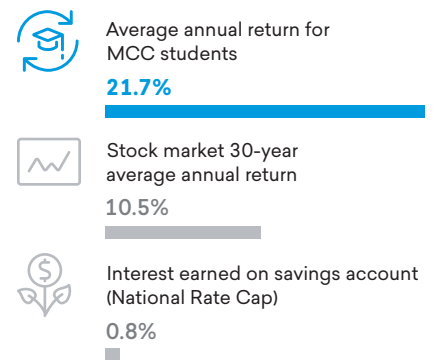 Average annual return for
MCC students
21.7%
Stock market 30-year
average annual return
10.5%
Interest earned on savings account
(National Rate Cap)
0.8%
$